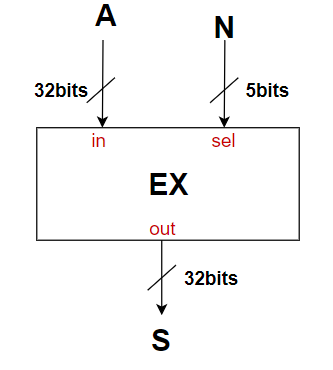 A N
32bits 5bits
in sel
EX
out
32bits
S